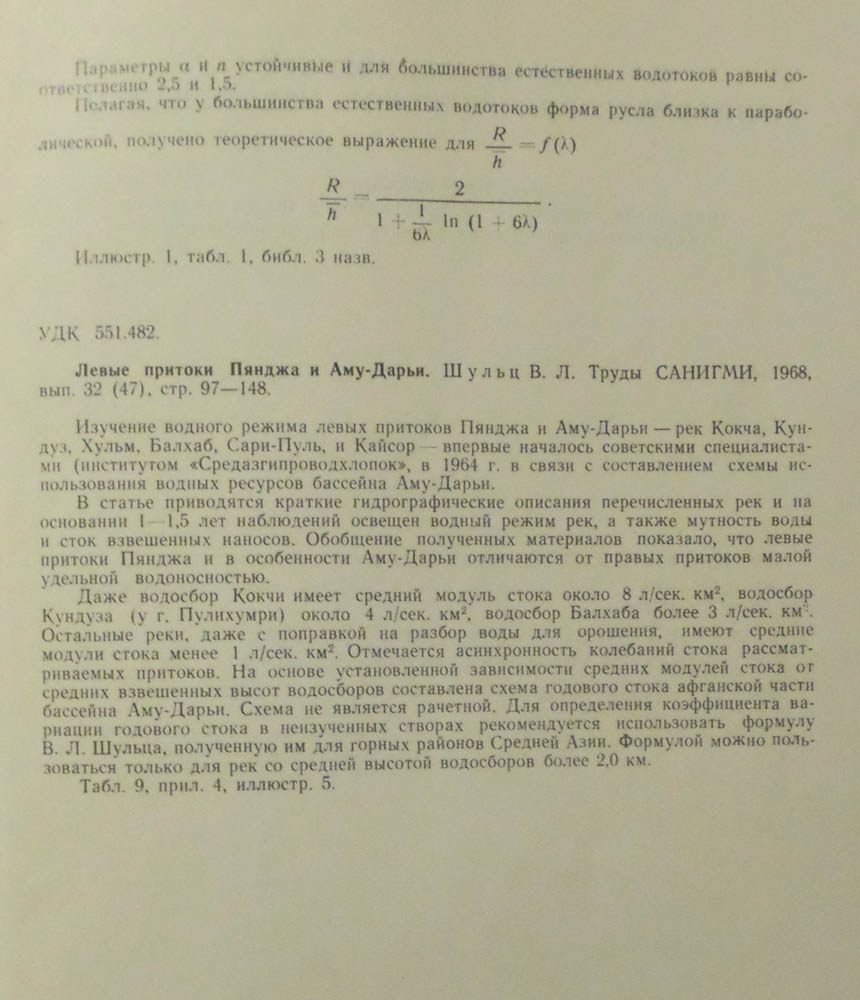 Параметры a и n устойчивые и для большинства естественных водотоков равны со-
ответственно 2,5 и 1,5.
Полагая, что у большинства естественных водотоков форма русла близка к парабо-
лической, получено теоретическое выражение для R/h̅ = f(λ)
R/h̅ = 2 / (1 + 1/6λ ln (1 + 6λ)).
Иллюстр. 1, табл. 1, библ. 3 назв.
УДК 551.482.
Левые притоки Пянджа и Аму-Дарьи. Шульц В. Л. Труды САНИГМИ, 1968,
вып. 32 (47), стр. 97—148.
Изучение водного режима левых притоков Пянджа и Аму-Дарьи — рек Кокча, Кун-
дуз, Хульм, Балхаб, Сари-Пуль, и Кайсор — впервые началось советскими специалиста-
ми (институтом «Средазгипроводхлопок», в 1964 г. в связи с составлением схемы ис-
пользования водных ресурсов бассейна Аму-Дарьи.
В статье приводятся краткие гидрографические описания перечисленных рек и на
основании 1—1,5 лет наблюдений освещен водный режим рек, а также мутность воды
и сток взвешенных наносов. Обобщение полученных материалов показало, что левые
притоки Пянджа и в особенности Аму-Дарьи отличаются от правых притоков малой
удельной водоносностью.
Даже водосбор Кокчи имеет средний модуль стока около 8 л/сек. км², водосбор
Кундуза (у г. Пулихумри) около 4 л/сек. км², водосбор Балхаба более 3 л/сек. км².
Остальные реки, даже с поправкой на разбор воды для орошения, имеют средние
модули стока менее 1 л/сек. км². Отмечается асинхронность колебаний стока рассмат-
риваемых притоков. На основе установленной зависимости средних модулей стока от
средних взвешенных высот водосборов составлена схема годового стока афганской части
бассейна Аму-Дарьи. Схема не является рачетной. Для определения коэффициента ва-
риации годового стока в неизученных створах рекомендуется использовать формулу
В. Л. Шульца, полученную им для горных районов Средней Азии. Формулой можно поль-
зоваться только для рек со средней высотой водосборов более 2,0 км.
Табл. 9, прил. 4, иллюстр. 5.